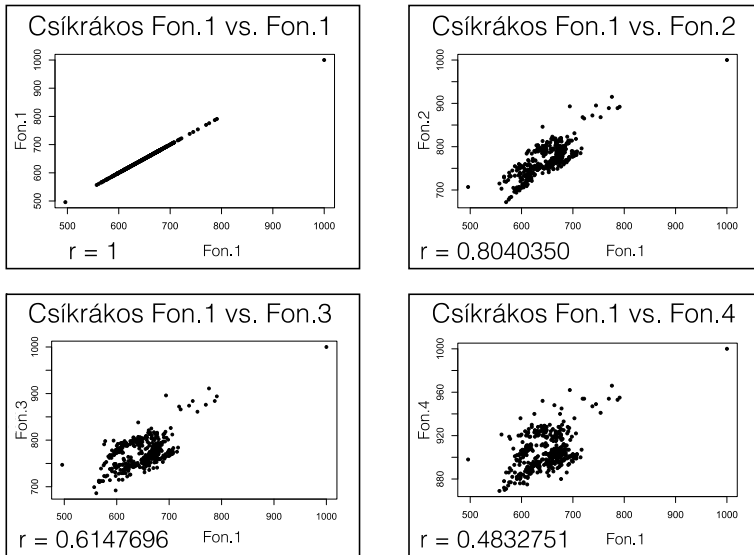 Csíkrákos Fon.1 vs. Fon.1
1000
900
800
700
600
500
Fon.1
500 600 700 800 900 1000
r = 1
Fon.1
Csíkrákos Fon.1 vs. Fon.2
1000
900
800
700
Fon.2
500 600 700 800 900 1000
r = 0.8040350
Fon.1
Csíkrákos Fon.1 vs. Fon.3
1000
900
800
700
Fon.3
500 600 700 800 900 1000
r = 0.6147696
Fon.1
Csíkrákos Fon.1 vs. Fon.4
1000
960
920
880
Fon.4
500 600 700 800 900 1000
r = 0.4832751
Fon.1